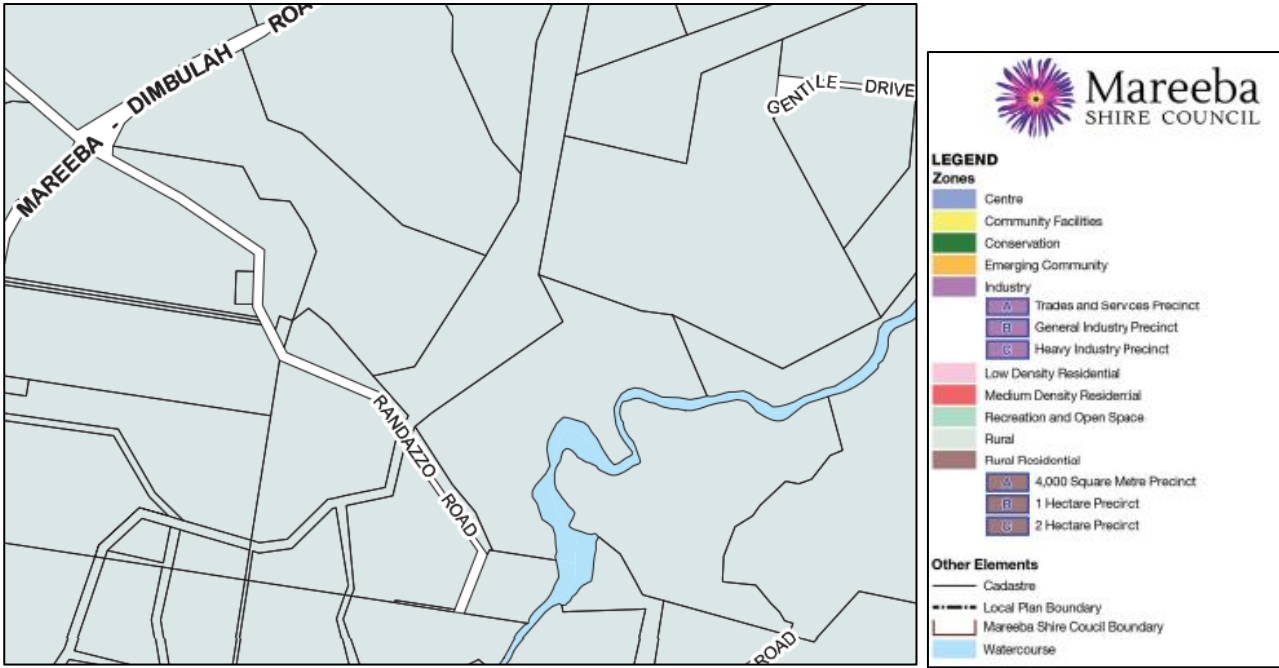 MAREEBA - DIMBULAH ROA
GENTILE DRIVE
RANDAZZO ROAD
ROAD
Mareeba
SHIRE COUNCIL
LEGEND
Zones
Centre
Community Facilities
Conservation
Emerging Community
Industry
A Trades and Services Precinct
B General Industry Precinct
C Heavy Industry Precinct
Low Density Residential
Medium Density Residential
Recreation and Open Space
Rural
Rural Residential
A 4,000 Square Metre Precinct
B 1 Hectare Precinct
C 2 Hectare Precinct
Other Elements
Cadastre
Local Plan Boundary
Mareeba Shire Coucil Boundary
Watercourse